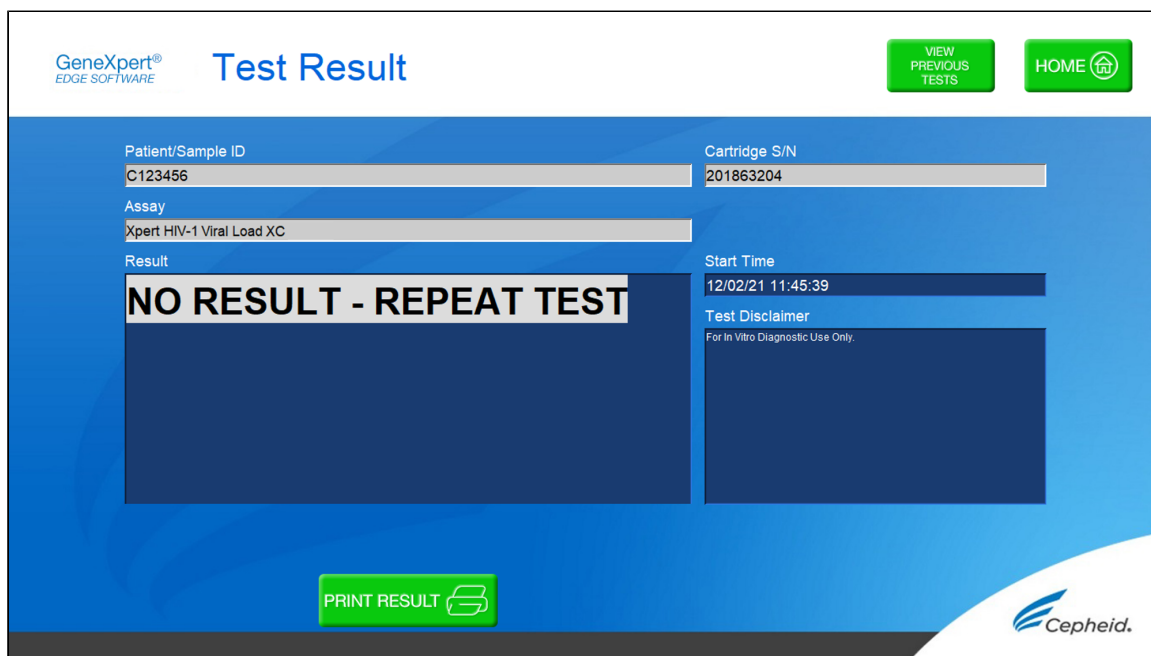 GeneXpert®
EDGE SOFTWARE
Test Result
VIEW
PREVIOUS
TESTS
HOME
Patient/Sample ID
C123456
Cartridge S/N
201863204
Assay
Xpert HIV-1 Viral Load XC
Result
NO RESULT - REPEAT TEST
Start Time
12/02/21 11:45:39
Test Disclaimer
For In Vitro Diagnostic Use Only.
PRINT RESULT
Cepheid.